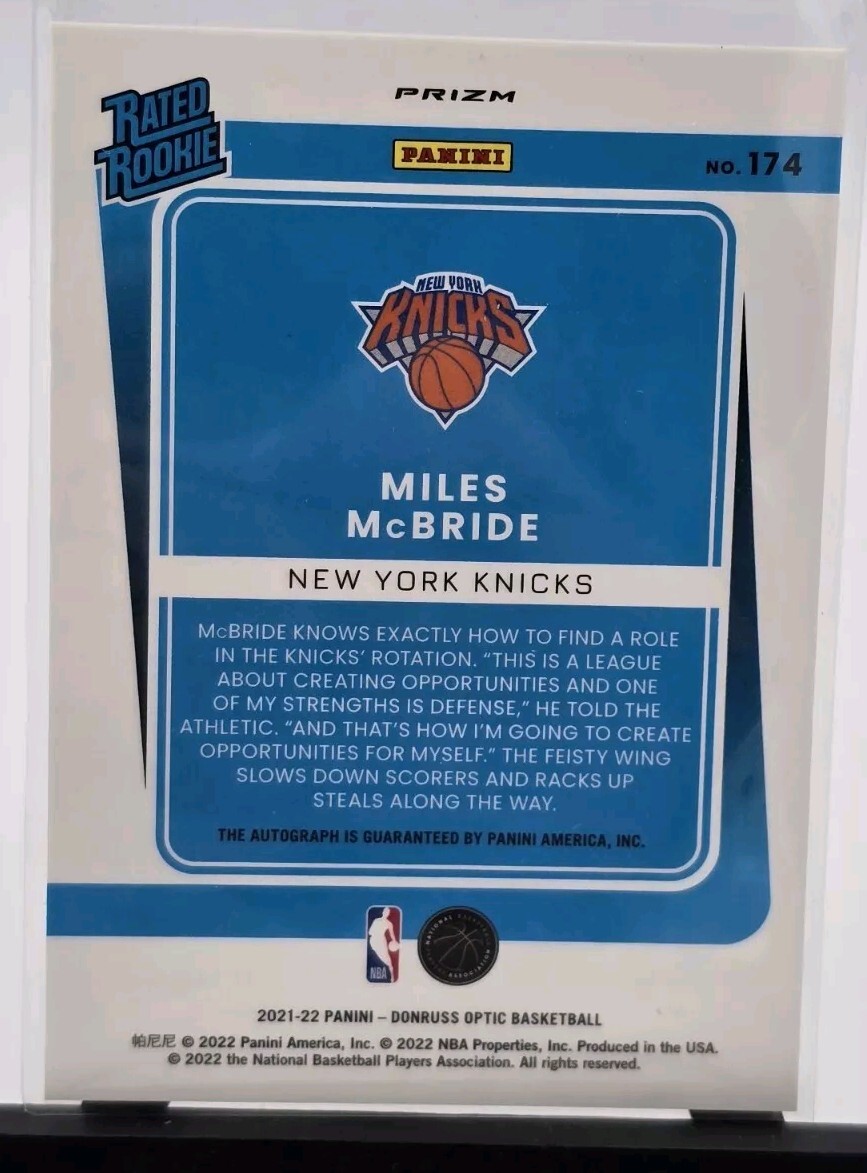 RATED
ROOKIE
PRIZM
PANINI
NO. 174
NEW YORK
KNICKS
MILES
McBRIDE
NEW YORK KNICKS
McBRIDE KNOWS EXACTLY HOW TO FIND A ROLE
IN THE KNICKS' ROTATION. "THIS IS A LEAGUE
ABOUT CREATING OPPORTUNITIES AND ONE
OF MY STRENGTHS IS DEFENSE," HE TOLD THE
ATHLETIC. "AND THAT'S HOW I'M GOING TO CREATE
OPPORTUNITIES FOR MYSELF." THE FEISTY WING
SLOWS DOWN SCORERS AND RACKS UP
STEALS ALONG THE WAY.
THE AUTOGRAPH IS GUARANTEED BY PANINI AMERICA, INC.
NBA
NATIONAL BASKETBALL
ASSOCIATION
2021-22 PANINI – DONRUSS OPTIC BASKETBALL
帕尼尼 © 2022 Panini America, Inc. © 2022 NBA Properties, Inc. Produced in the USA.
© 2022 the National Basketball Players Association. All rights reserved.